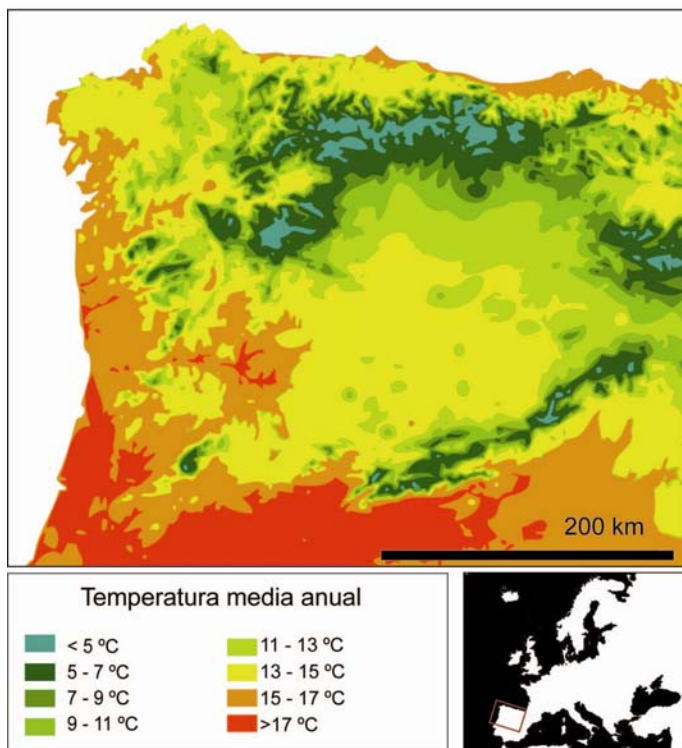 200 km
Temperatura media anual
< 5 ºC
5 - 7 ºC
7 - 9 ºC
9 - 11 ºC
11 - 13 ºC
13 - 15 ºC
15 - 17 ºC
>17 ºC